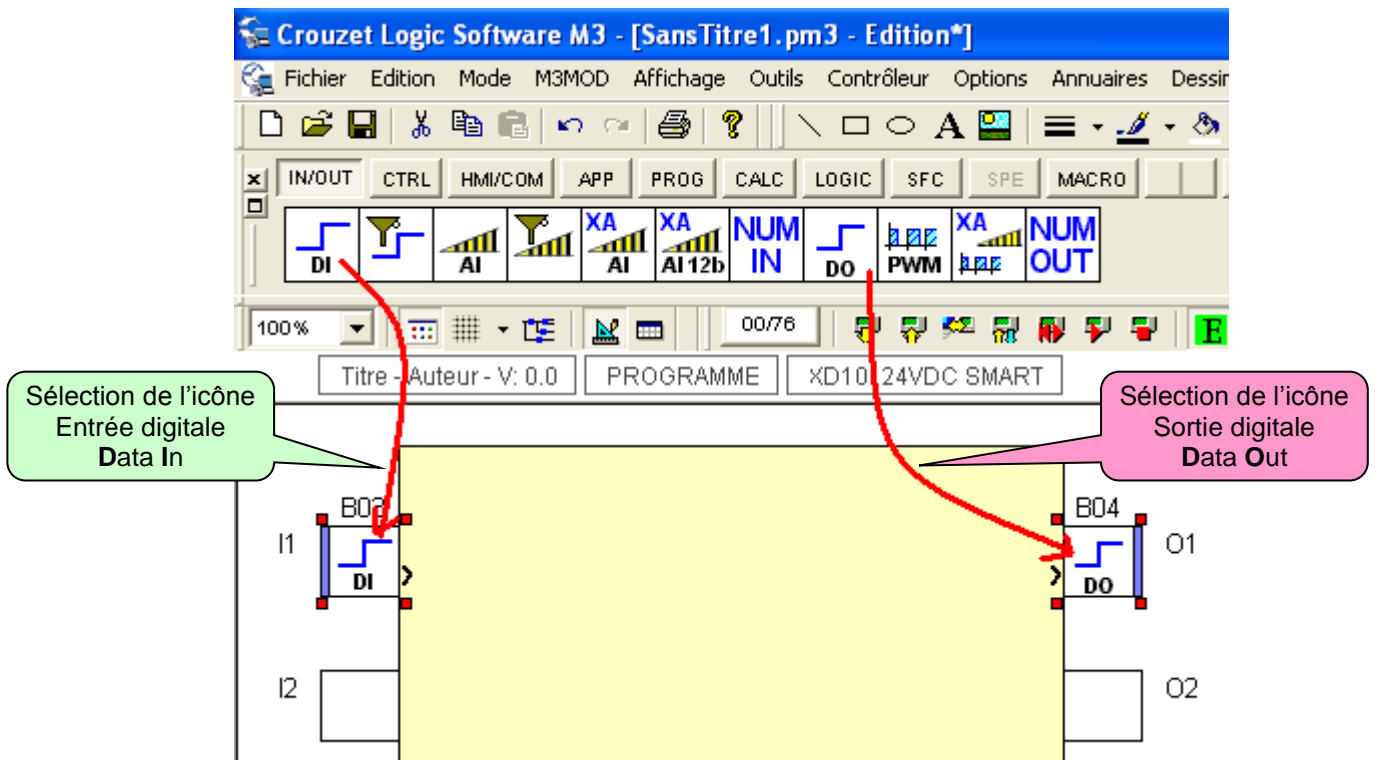 Crouzet Logic Software M3 - [SansTitre1.pm3 - Edition*]
Fichier Edition Mode M3MOD Affichage Outils Contrôleur Options Annuaires Dessin
IN/OUT CTRL HMI/COM APP PROG CALC LOGIC SFC SPE MACRO
DI AI XA AI XA AI 12b NUM IN DO PWM XA NUM OUT
100% 00/76 E
Titre - Auteur - V: 0.0 PROGRAMME XD10 24VDC SMART
Sélection de l'icône
Entrée digitale
Data In
Sélection de l'icône
Sortie digitale
Data Out
B04
I1 DI DO O1
I2 O2